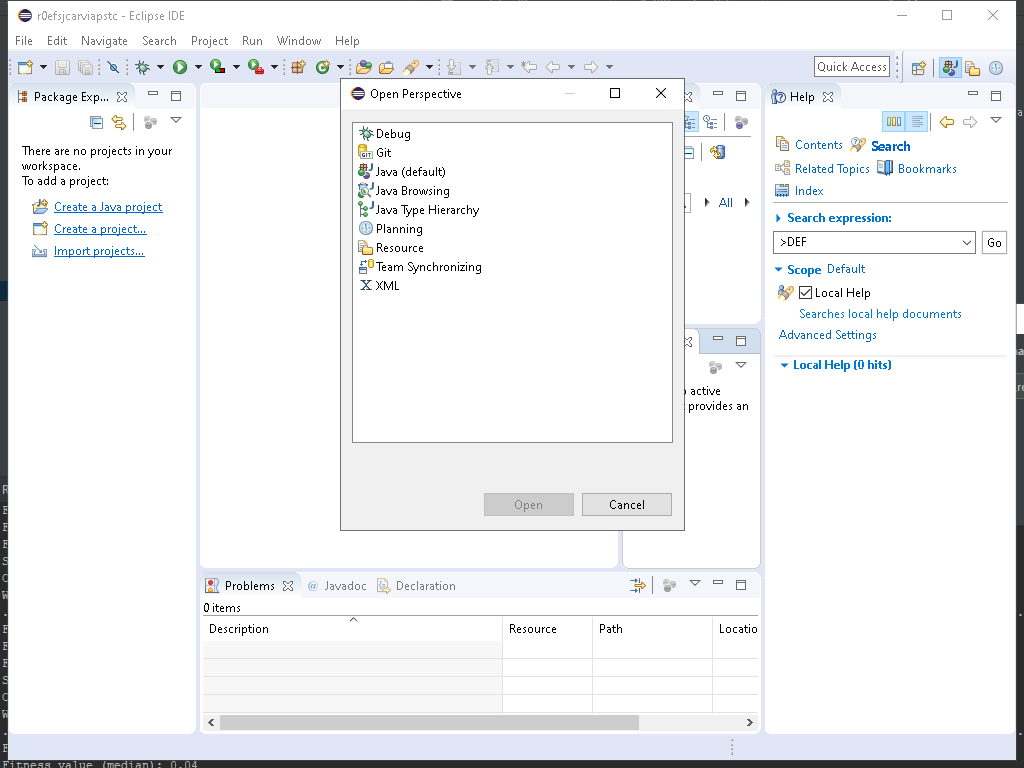 r0efsjcarviapstc - Eclipse IDE
File Edit Navigate Search Project Run Window Help
Quick Access
Package Exp...
There are no projects in your
workspace.
To add a project:
Create a Java project
Create a project...
Import projects...
Open Perspective
Debug
GIT Git
Java (default)
Java Browsing
Java Type Hierarchy
Planning
Resource
Team Synchronizing
XML
Open Cancel
All
active
provides an
Problems @ Javadoc Declaration
0 items
Description Resource Path Locatio
Help
Contents Search
Related Topics Bookmarks
Index
Search expression:
>DEF Go
Scope Default
Local Help
Searches local help documents
Advanced Settings
Local Help (0 hits)
Fitness value (median): 0.04